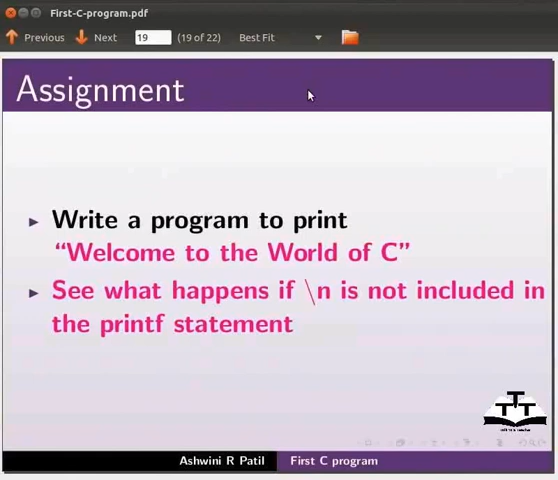 First-C-program.pdf
Previous Next 19 (19 of 22) Best Fit
Assignment
Write a program to print
“Welcome to the World of C”
See what happens if \n is not included in
the printf statement
Ashwini R Patil First C program